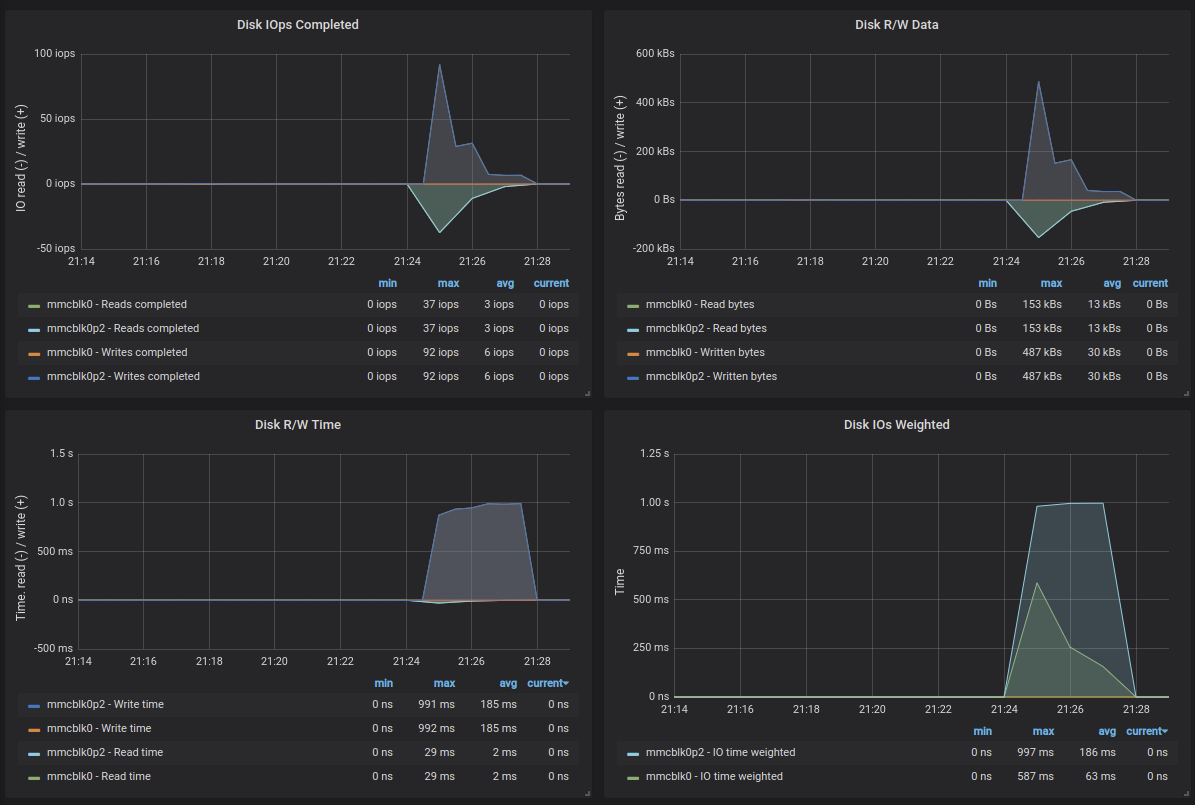 Disk IOps Completed
IO read (-) / write (+)
100 iops
50 iops
0 iops
-50 iops
21:14 21:16 21:18 21:20 21:22 21:24 21:26 21:28
min max avg current
mmcblk0 - Reads completed 0 iops 37 iops 3 iops 0 iops
mmcblk0p2 - Reads completed 0 iops 37 iops 3 iops 0 iops
mmcblk0 - Writes completed 0 iops 92 iops 6 iops 0 iops
mmcblk0p2 - Writes completed 0 iops 92 iops 6 iops 0 iops
Disk R/W Data
Bytes read (-) / write (+)
600 kBs
400 kBs
200 kBs
0 Bs
-200 kBs
21:14 21:16 21:18 21:20 21:22 21:24 21:26 21:28
min max avg current
mmcblk0 - Read bytes 0 Bs 153 kBs 13 kBs 0 Bs
mmcblk0p2 - Read bytes 0 Bs 153 kBs 13 kBs 0 Bs
mmcblk0 - Written bytes 0 Bs 487 kBs 30 kBs 0 Bs
mmcblk0p2 - Written bytes 0 Bs 487 kBs 30 kBs 0 Bs
Disk R/W Time
Time. read (-) / write (+)
1.5 s
1.0 s
500 ms
0 ns
-500 ms
21:14 21:16 21:18 21:20 21:22 21:24 21:26 21:28
min max avg current
mmcblk0p2 - Write time 0 ns 991 ms 185 ms 0 ns
mmcblk0 - Write time 0 ns 992 ms 185 ms 0 ns
mmcblk0p2 - Read time 0 ns 29 ms 2 ms 0 ns
mmcblk0 - Read time 0 ns 29 ms 2 ms 0 ns
Disk IOs Weighted
Time
1.25 s
1.00 s
750 ms
500 ms
250 ms
0 ns
21:14 21:16 21:18 21:20 21:22 21:24 21:26 21:28
min max avg current
mmcblk0p2 - IO time weighted 0 ns 997 ms 186 ms 0 ns
mmcblk0 - IO time weighted 0 ns 587 ms 63 ms 0 ns